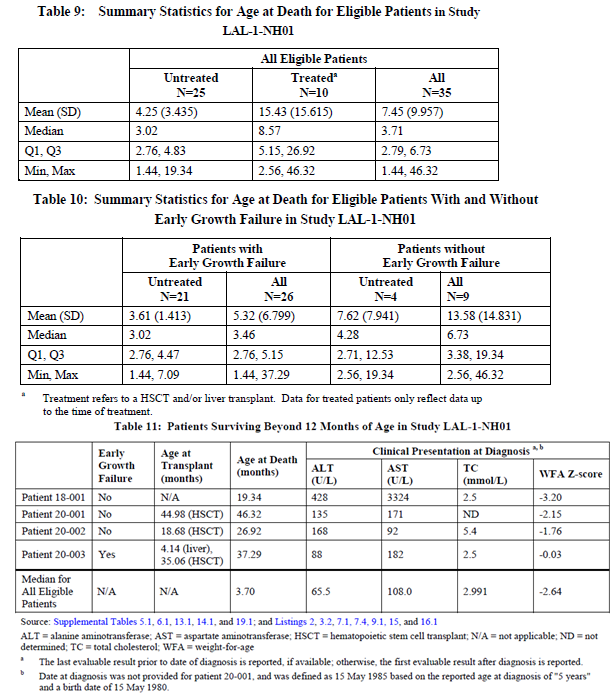 Table 9: Summary Statistics for Age at Death for Eligible Patients in Study
LAL-1-NH01
All Eligible Patients
Untreated Treatedᵃ All
N=25 N=10 N=35
Mean (SD) 4.25 (3.435) 15.43 (15.615) 7.45 (9.957)
Median 3.02 8.57 3.71
Q1, Q3 2.76, 4.83 5.15, 26.92 2.79, 6.73
Min, Max 1.44, 19.34 2.56, 46.32 1.44, 46.32
Table 10: Summary Statistics for Age at Death for Eligible Patients With and Without
Early Growth Failure in Study LAL-1-NH01
Patients with Patients without
Early Growth Failure Early Growth Failure
Untreated All Untreated All
N=21 N=26 N=4 N=9
Mean (SD) 3.61 (1.413) 5.32 (6.799) 7.62 (7.941) 13.58 (14.831)
Median 3.02 3.46 4.28 6.73
Q1, Q3 2.76, 4.47 2.76, 5.15 2.71, 12.53 3.38, 19.34
Min, Max 1.44, 7.09 1.44, 37.29 2.56, 19.34 2.56, 46.32
ᵃ Treatment refers to a HSCT and/or liver transplant. Data for treated patients only reflect data up
to the time of treatment.
Table 11: Patients Surviving Beyond 12 Months of Age in Study LAL-1-NH01
Early Growth Failure Age at Transplant (months) Age at Death (months) Clinical Presentation at Diagnosis ᵃ, ᵇ
ALT (U/L) AST (U/L) TC (mmol/L) WFA Z-score
Patient 18-001 No N/A 19.34 428 3324 2.5 -3.20
Patient 20-001 No 44.98 (HSCT) 46.32 135 171 ND -2.15
Patient 20-002 No 18.68 (HSCT) 26.92 168 92 5.4 -1.76
Patient 20-003 Yes 4.14 (liver), 35.06 (HSCT) 37.29 88 182 2.5 -0.03
Median for All Eligible Patients N/A N/A 3.70 65.5 108.0 2.991 -2.64
Source: Supplemental Tables 5.1, 6.1, 13.1, 14.1, and 19.1; and Listings 2, 3.2, 7.1, 7.4, 9.1, 15, and 16.1
ALT = alanine aminotransferase; AST = aspartate aminotransferase; HSCT = hematopoietic stem cell transplant; N/A = not applicable; ND = not
determined; TC = total cholesterol; WFA = weight-for-age
ᵃ The last evaluable result prior to date of diagnosis is reported, if available; otherwise, the first evaluable result after diagnosis is reported.
ᵇ Date at diagnosis was not provided for patient 20-001, and was defined as 15 May 1985 based on the reported age at diagnosis of "5 years"
and a birth date of 15 May 1980.